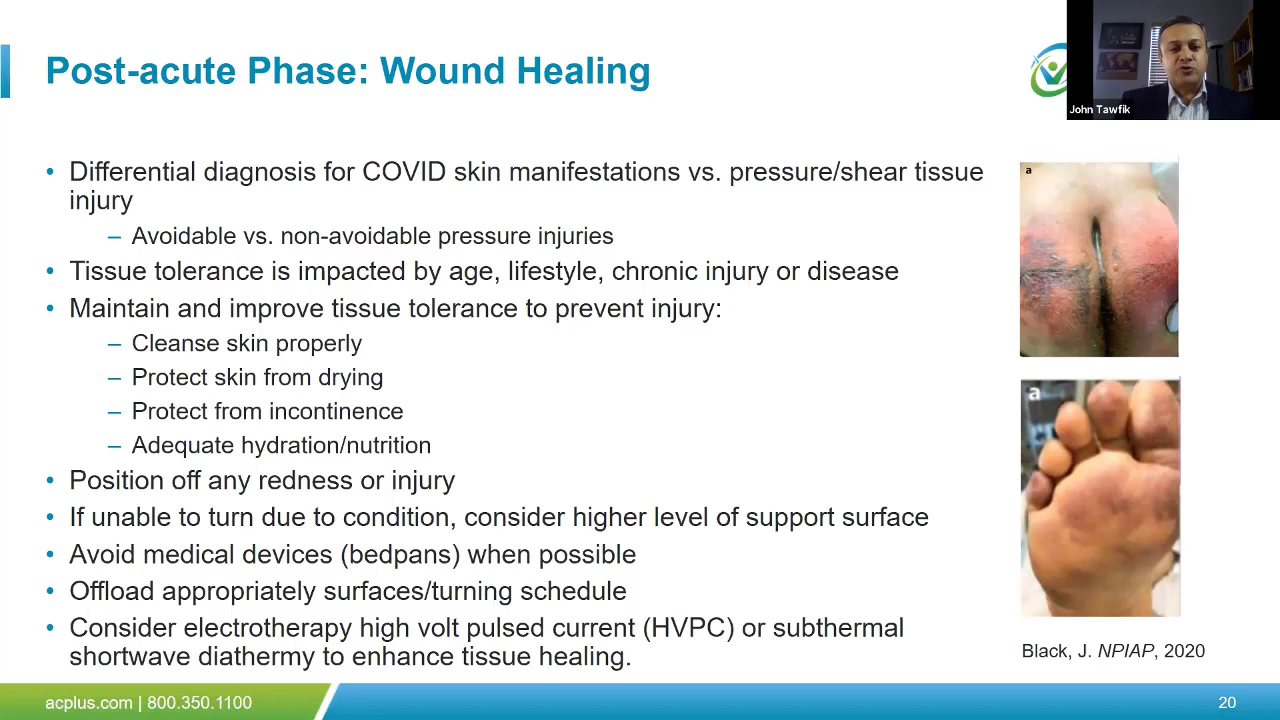 Post-acute Phase: Wound Healing
John Tawfik
• Differential diagnosis for COVID skin manifestations vs. pressure/shear tissue
injury
– Avoidable vs. non-avoidable pressure injuries
• Tissue tolerance is impacted by age, lifestyle, chronic injury or disease
• Maintain and improve tissue tolerance to prevent injury:
– Cleanse skin properly
– Protect skin from drying
– Protect from incontinence
– Adequate hydration/nutrition
• Position off any redness or injury
• If unable to turn due to condition, consider higher level of support surface
• Avoid medical devices (bedpans) when possible
• Offload appropriately surfaces/turning schedule
• Consider electrotherapy high volt pulsed current (HVPC) or subthermal
shortwave diathermy to enhance tissue healing.
a
a
Black, J. NPIAP, 2020
acplus.com | 800.350.1100
20